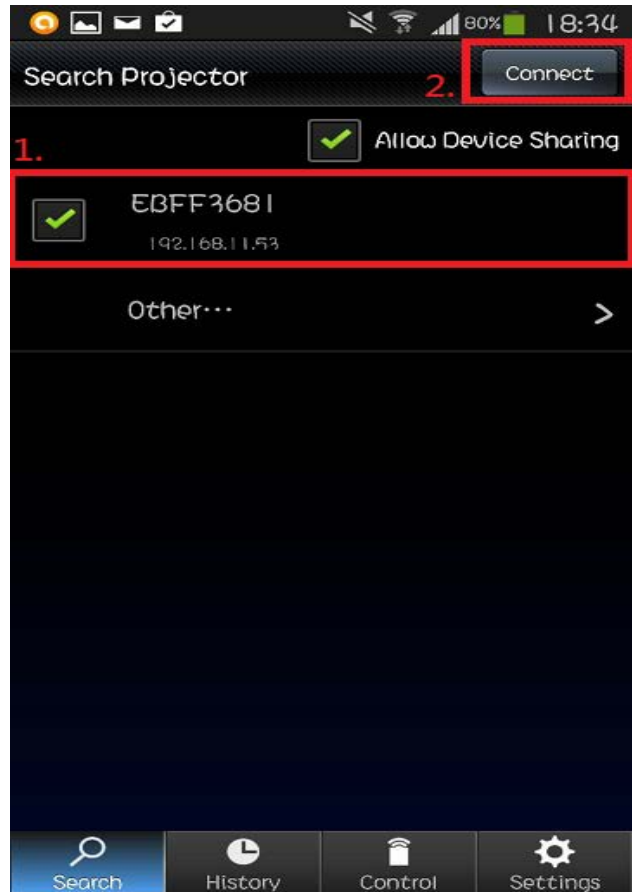 80% 18:34
Search Projector 2. Connect
1. Allow Device Sharing
EBFF3681
192.168.11.53
Other...
Search History Control Settings